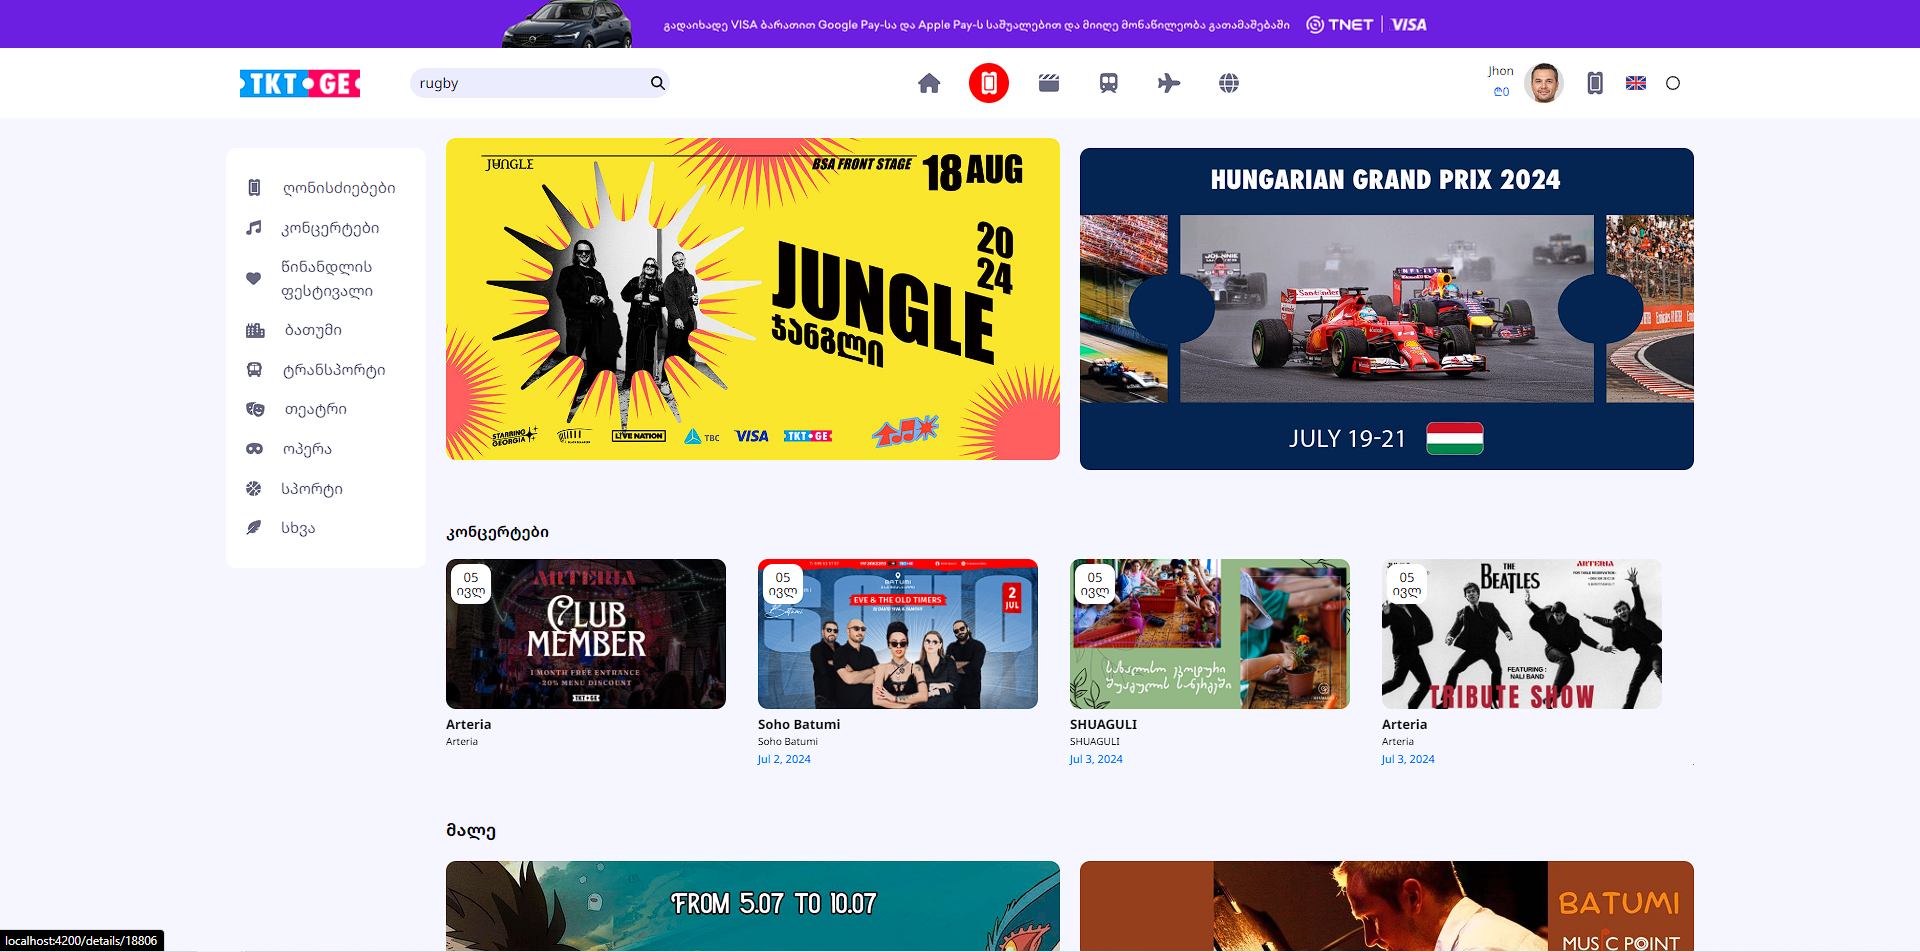 გადაიხადე VISA ბარათით Google Pay-სა და Apple Pay-ს საშუალებით და მიიღე მონაწილეობა გათამაშებაში TNET VISA
TKT GE
rugby
Jhon
₾0
ღონისძიებები
კონცერტები
წინანდლის
ფესტივალი
ბათუმი
ტრანსპორტი
თეატრი
ოპერა
სპორტი
სხვა
JUNGLE
BSA FRONT STAGE 18 AUG
20
24
JUNGLE
ჯანგლი
STARRING
GEORGIA
LIVE NATION
TBC
VISA
TKT GE
HUNGARIAN GRAND PRIX 2024
Santander
JULY 19-21
კონცერტები
05
ივლ
ARTERIA
CLUB
MEMBER
1 MONTH FREE ENTRANCE
-20% MENU DISCOUNT
TKT GE
Arteria
Arteria
05
ივლ
BATUMI
EVE & THE OLD TIMERS
2
JUL
Soho Batumi
Soho Batumi
Jul 2, 2024
05
ივლ
SHUAGULI
SHUAGULI
Jul 3, 2024
05
ივლ
ARTERIA
THE
BEATLES
FEATURING :
NALI BAND
TRIBUTE SHOW
Arteria
Arteria
Jul 3, 2024
მალე
FROM 5.07 TO 10.07
BATUMI
MUSIC POINT
localhost:4200/details/18806